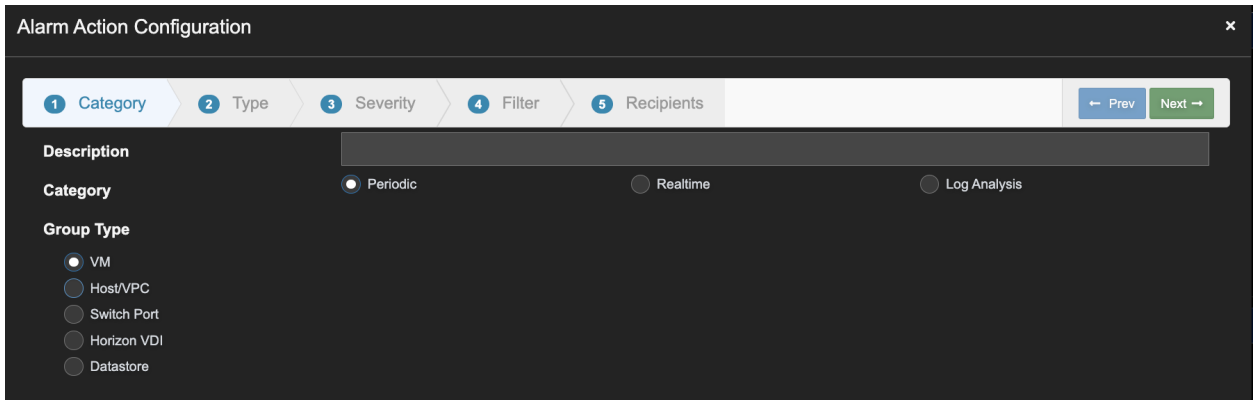 Alarm Action Configuration ×
1 Category 2 Type 3 Severity 4 Filter 5 Recipients ← Prev Next →
Description
Category Periodic Realtime Log Analysis
Group Type
VM
Host/VPC
Switch Port
Horizon VDI
Datastore